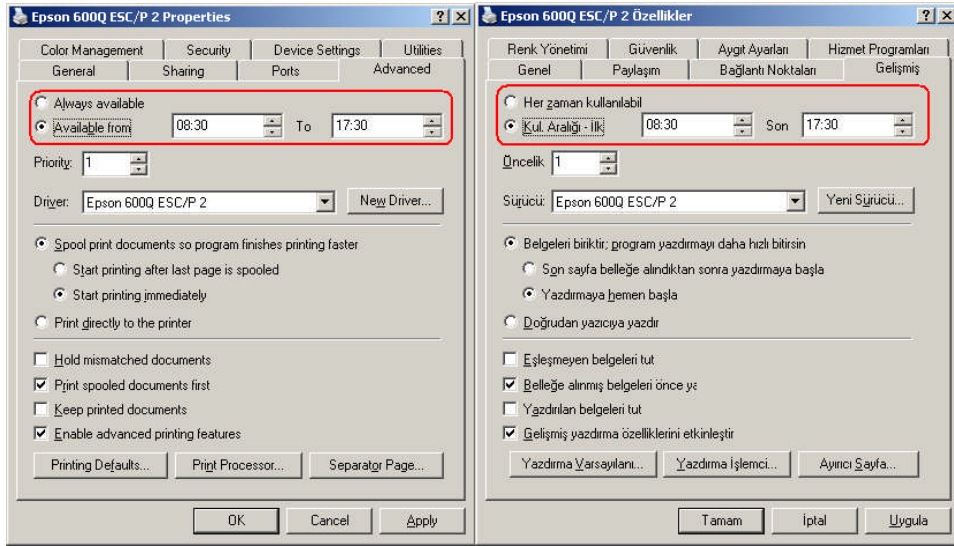 Epson 600Q ESC/P 2 Properties
Color Management Security Device Settings Utilities
General Sharing Ports Advanced
Always available
Available from 08:30 To 17:30
Priority: 1
Driver: Epson 600Q ESC/P 2 New Driver...
Spool print documents so program finishes printing faster
Start printing after last page is spooled
Start printing immediately
Print directly to the printer
Hold mismatched documents
Print spooled documents first
Keep printed documents
Enable advanced printing features
Printing Defaults... Print Processor... Separator Page...
OK Cancel Apply
Epson 600Q ESC/P 2 Özellikler
Renk Yönetimi Güvenlik Aygıt Ayarları Hizmet Programları
Genel Paylaşım Bağlantı Noktaları Gelişmiş
Her zaman kullanılabil
Kul. Aralığı - İlk 08:30 Son 17:30
Öncelik 1
Sürücü: Epson 600Q ESC/P 2 Yeni Sürücü...
Belgeleri biriktir; program yazdırmayı daha hızlı bitirsin
Son sayfa belleğe alındıktan sonra yazdırmaya başla
Yazdırmaya hemen başla
Doğrudan yazıcıya yazdır
Eşleşmeyen belgeleri tut
Belleğe alınmış belgeleri önce ya
Yazdırılan belgeleri tut
Gelişmiş yazdırma özelliklerini etkinleştir
Yazdırma Varsayılanı... Yazdırma İşlemci... Ayırıcı Sayfa...
Tamam İptal Uygula